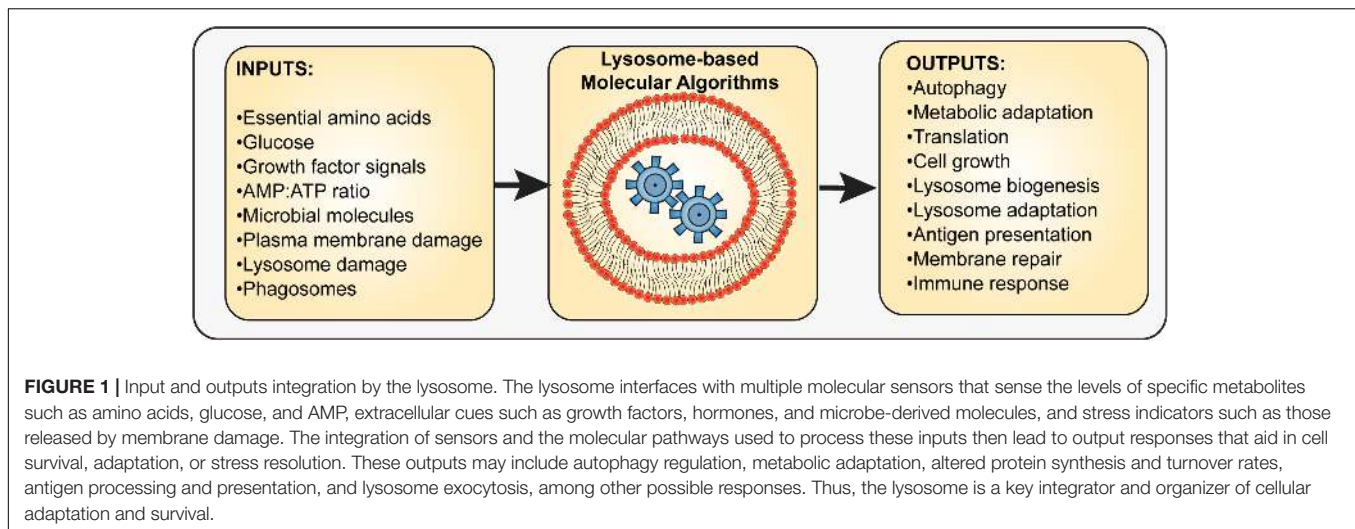 INPUTS:
•Essential amino acids
•Glucose
•Growth factor signals
•AMP:ATP ratio
•Microbial molecules
•Plasma membrane damage
•Lysosome damage
•Phagosomes
Lysosome-based
Molecular Algorithms
OUTPUTS:
•Autophagy
•Metabolic adaptation
•Translation
•Cell growth
•Lysosome biogenesis
•Lysosome adaptation
•Antigen presentation
•Membrane repair
•Immune response
FIGURE 1 | Input and outputs integration by the lysosome. The lysosome interfaces with multiple molecular sensors that sense the levels of specific metabolites
such as amino acids, glucose, and AMP, extracellular cues such as growth factors, hormones, and microbe-derived molecules, and stress indicators such as those
released by membrane damage. The integration of sensors and the molecular pathways used to process these inputs then lead to output responses that aid in cell
survival, adaptation, or stress resolution. These outputs may include autophagy regulation, metabolic adaptation, altered protein synthesis and turnover rates,
antigen processing and presentation, and lysosome exocytosis, among other possible responses. Thus, the lysosome is a key integrator and organizer of cellular
adaptation and survival.